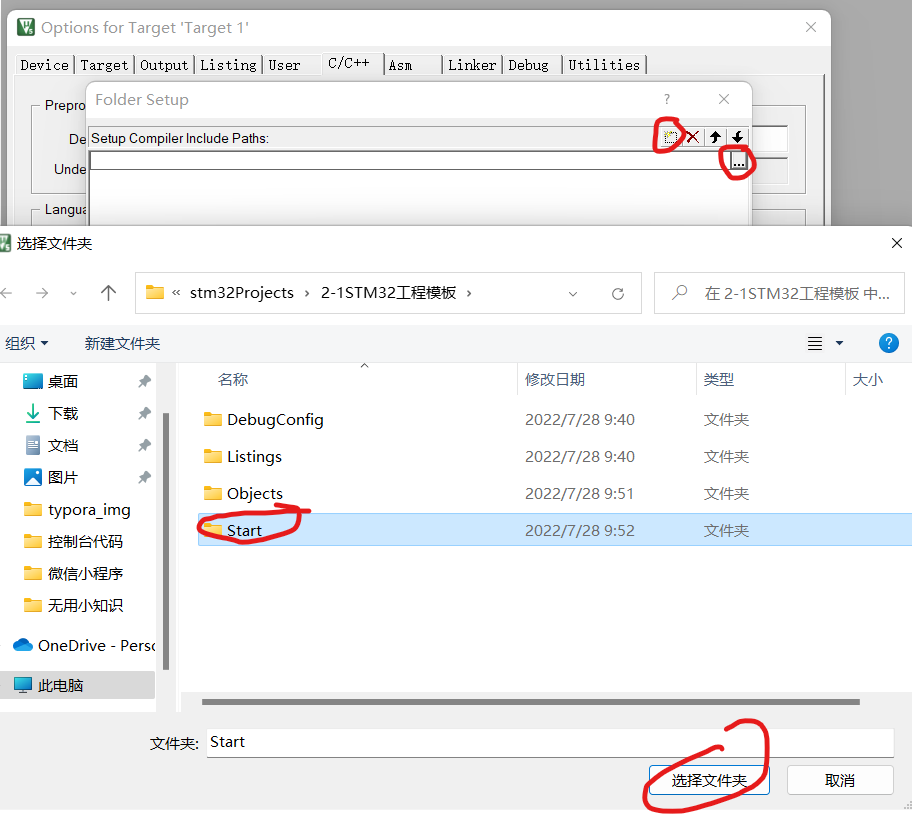 Options for Target 'Target 1'
Device Target Output Listing User C/C++ Asm Linker Debug Utilities
Prepro
Folder Setup
De
Setup Compiler Include Paths:
Unde
...
Langua
选择文件夹
« stm32Projects › 2-1STM32工程模板 ›
在 2-1STM32工程模板 中...
组织 新建文件夹
名称 修改日期 类型 大小
桌面
下载
文档
图片
typora_img
控制台代码
微信小程序
无用小知识
OneDrive - Perso
此电脑
DebugConfig 2022/7/28 9:40 文件夹
Listings 2022/7/28 9:40 文件夹
Objects 2022/7/28 9:51 文件夹
Start 2022/7/28 9:52 文件夹
文件夹: Start
选择文件夹 取消